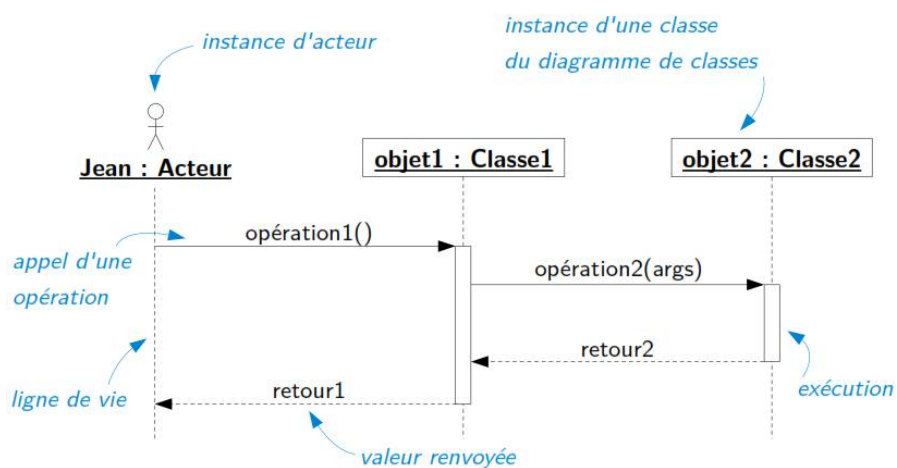 instance d'acteur
instance d'une classe
du diagramme de classes
Jean : Acteur
objet1 : Classe1
objet2 : Classe2
opération1()
appel d'une
opération
opération2(args)
retour2
ligne de vie
retour1
exécution
valeur renvoyée